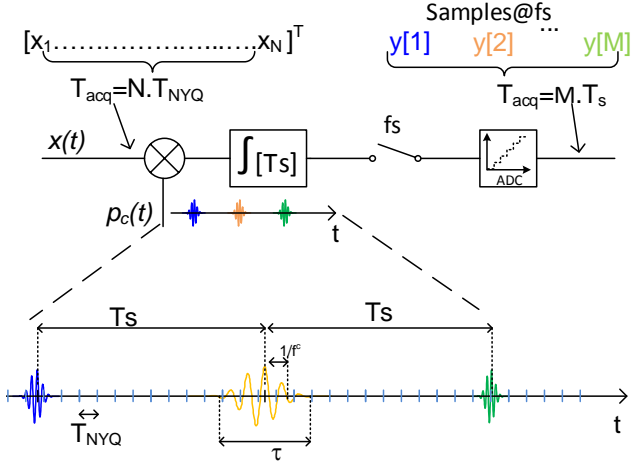 Samples@fs
[x1..........................xN]T
y[1] y[2] ... y[M]
Tacq=N.TNYQ
Tacq=M.Ts
x(t)
∫[Ts]
fs
ADC
pc(t)
t
Ts
Ts
1/fc
TNYQ
τ
t